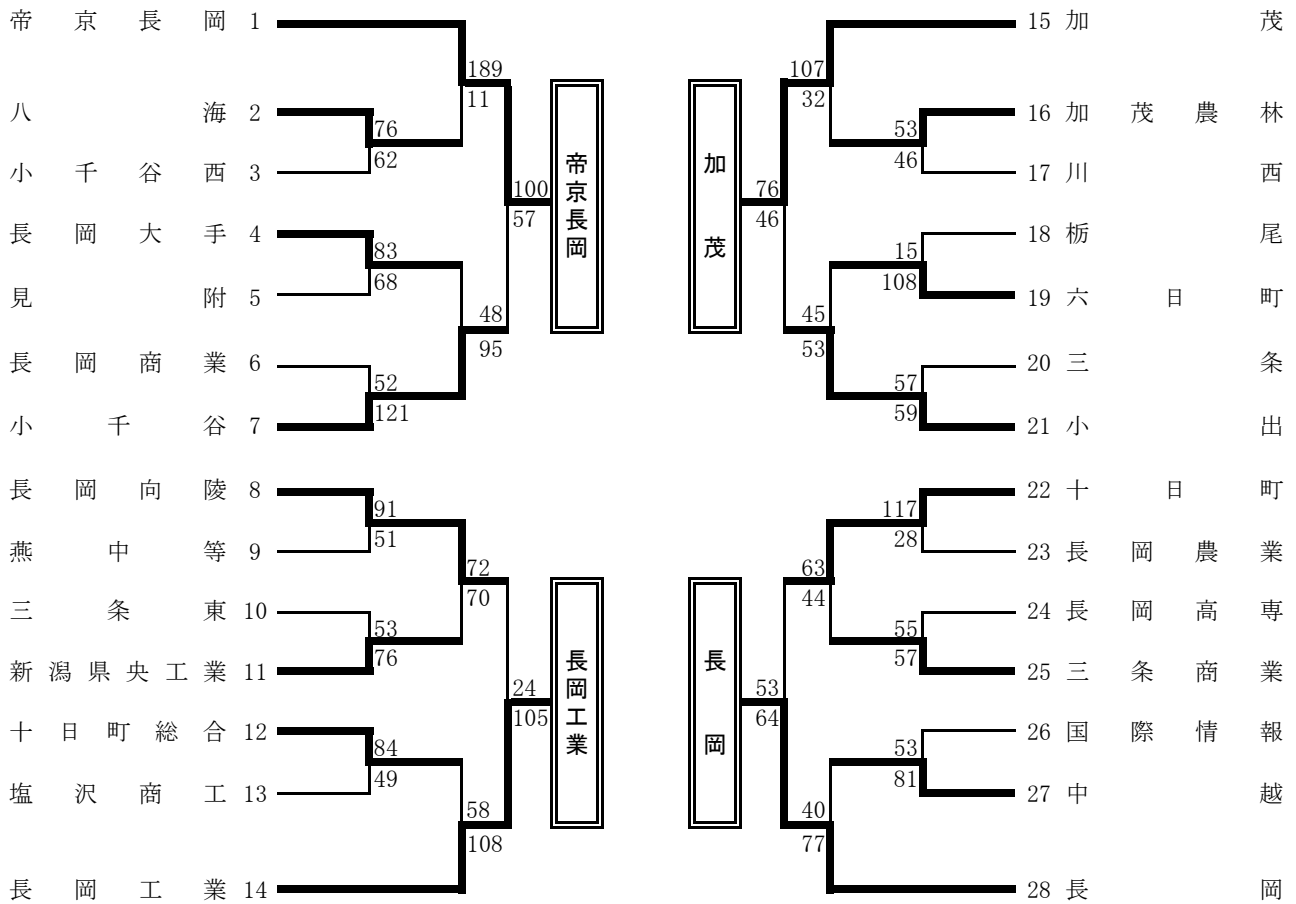 帝京長岡 1
189
11
八海 2
76
62
小千谷西 3
100
57
帝京長岡
長岡大手 4
83
68
見附 5
48
95
長岡商業 6
52
121
小千谷 7
長岡向陵 8
91
51
燕中等 9
72
70
三条東 10
53
76
新潟県央工業 11
24
105
長岡工業
十日町総合 12
84
49
塩沢商工 13
58
108
長岡工業 14
15 加茂
107
32
16 加茂農林
53
46
17 川西
加茂
76
46
18 栃尾
15
108
19 六日町
45
53
20 三条
57
59
21 小出
22 十日町
117
28
23 長岡農業
63
44
24 長岡高専
55
57
25 三条商業
長岡
53
64
26 国際情報
53
81
27 中越
40
77
28 長岡